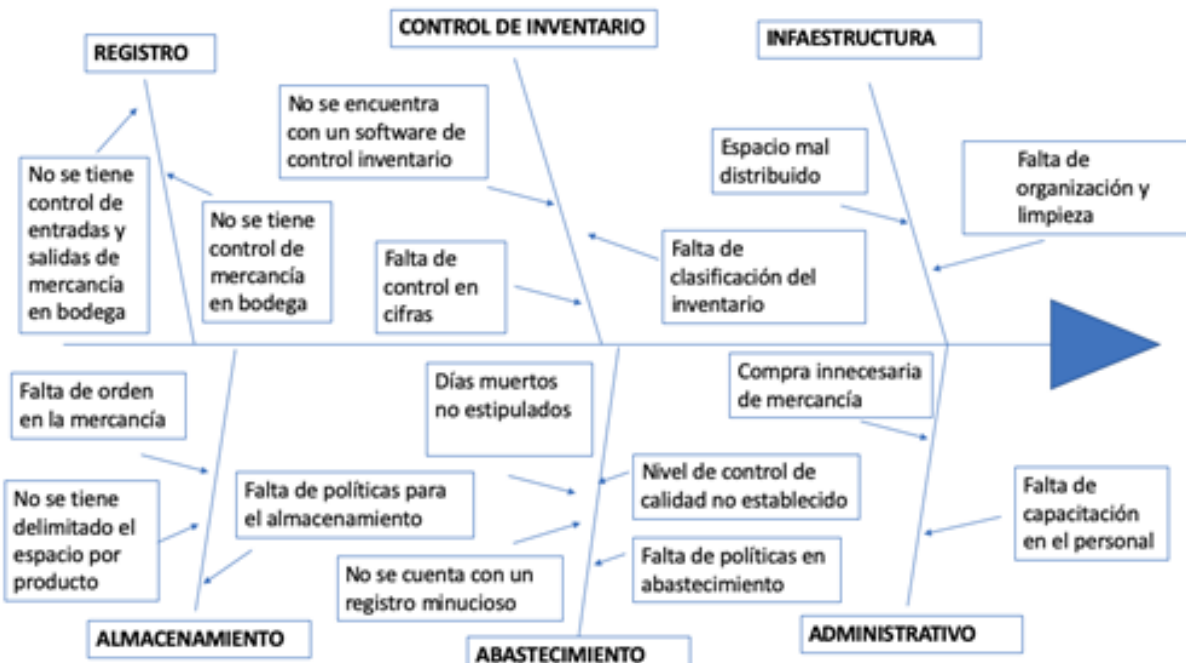 REGISTRO
CONTROL DE INVENTARIO
INFAESTRUCTURA
No se tiene
control de
entradas y
salidas de
mercancía
en bodega
No se tiene
control de
mercancía
en bodega
No se encuentra
con un software de
control inventario
Falta de
control en
cifras
Falta de
clasificación del
inventario
Espacio mal
distribuido
Falta de
organización y
limpieza
Falta de orden
en la mercancía
No se tiene
delimitado el
espacio por
producto
Falta de políticas para
el almacenamiento
Días muertos
no estipulados
No se cuenta con un
registro minucioso
Nivel de control de
calidad no establecido
Falta de políticas en
abastecimiento
Compra innecesaria
de mercancía
Falta de
capacitación
en el personal
ALMACENAMIENTO
ABASTECIMIENTO
ADMINISTRATIVO